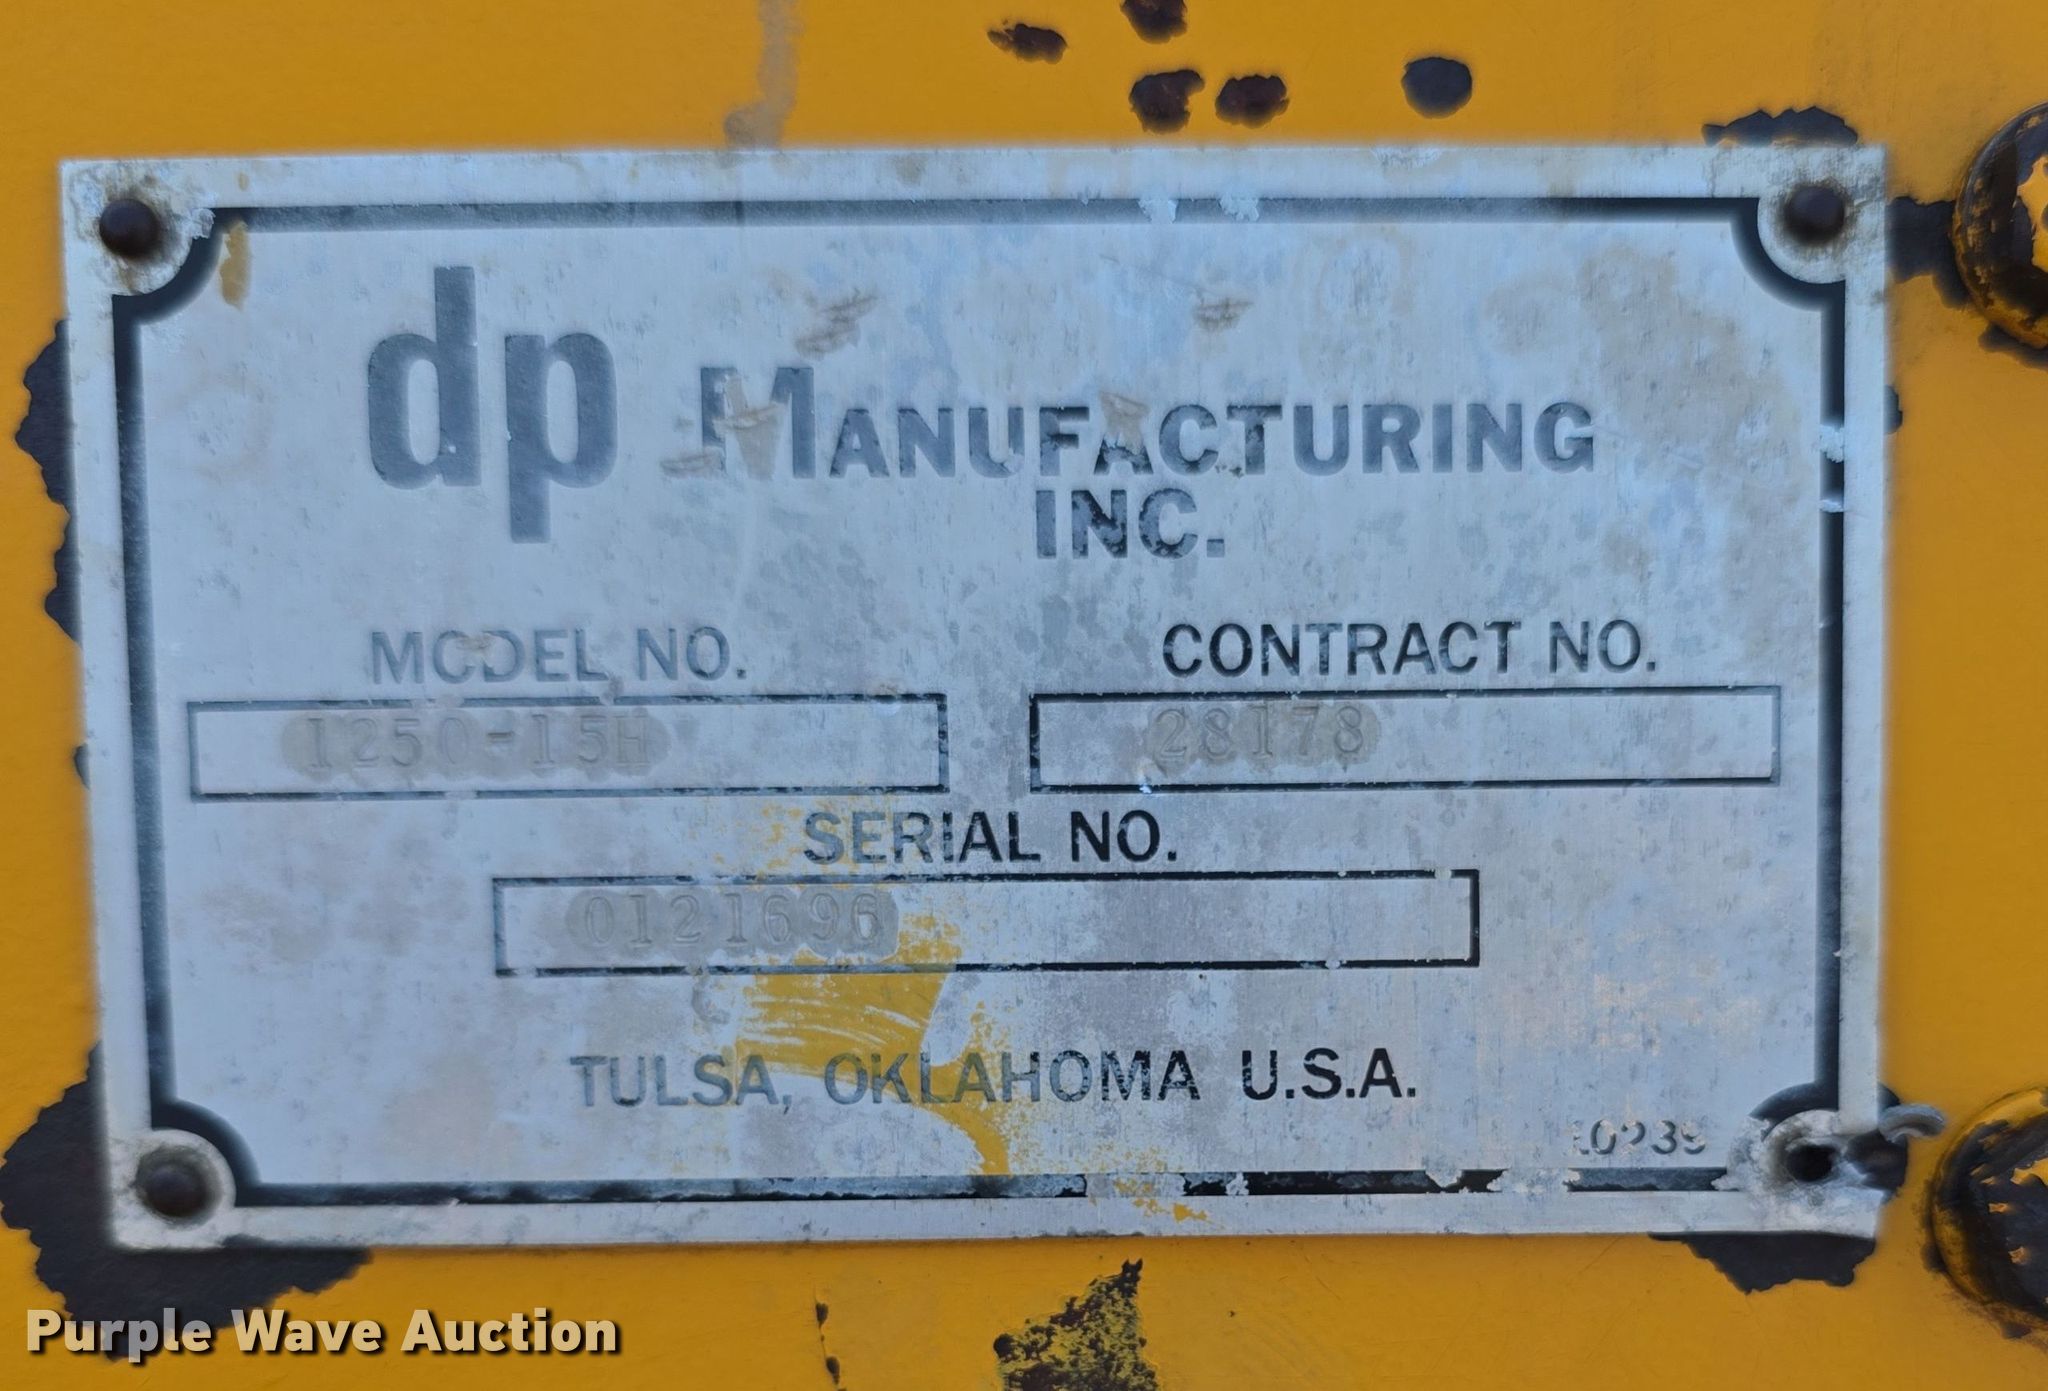 dp MANUFACTURING
INC.
MODEL NO. CONTRACT NO.
1250-15H 28178
SERIAL NO.
0121696
TULSA, OKLAHOMA U.S.A.
Purple Wave Auction